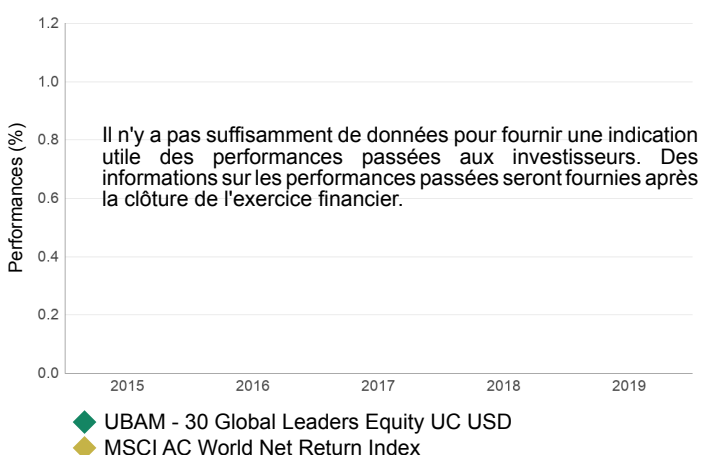 1.2
1.0
0.8
0.6
0.4
0.2
0.0
Performances (%)
Il n'y a pas suffisamment de données pour fournir une indication
utile des performances passées aux investisseurs. Des
informations sur les performances passées seront fournies après
la clôture de l'exercice financier.
2015 2016 2017 2018 2019
UBAM - 30 Global Leaders Equity UC USD
MSCI AC World Net Return Index